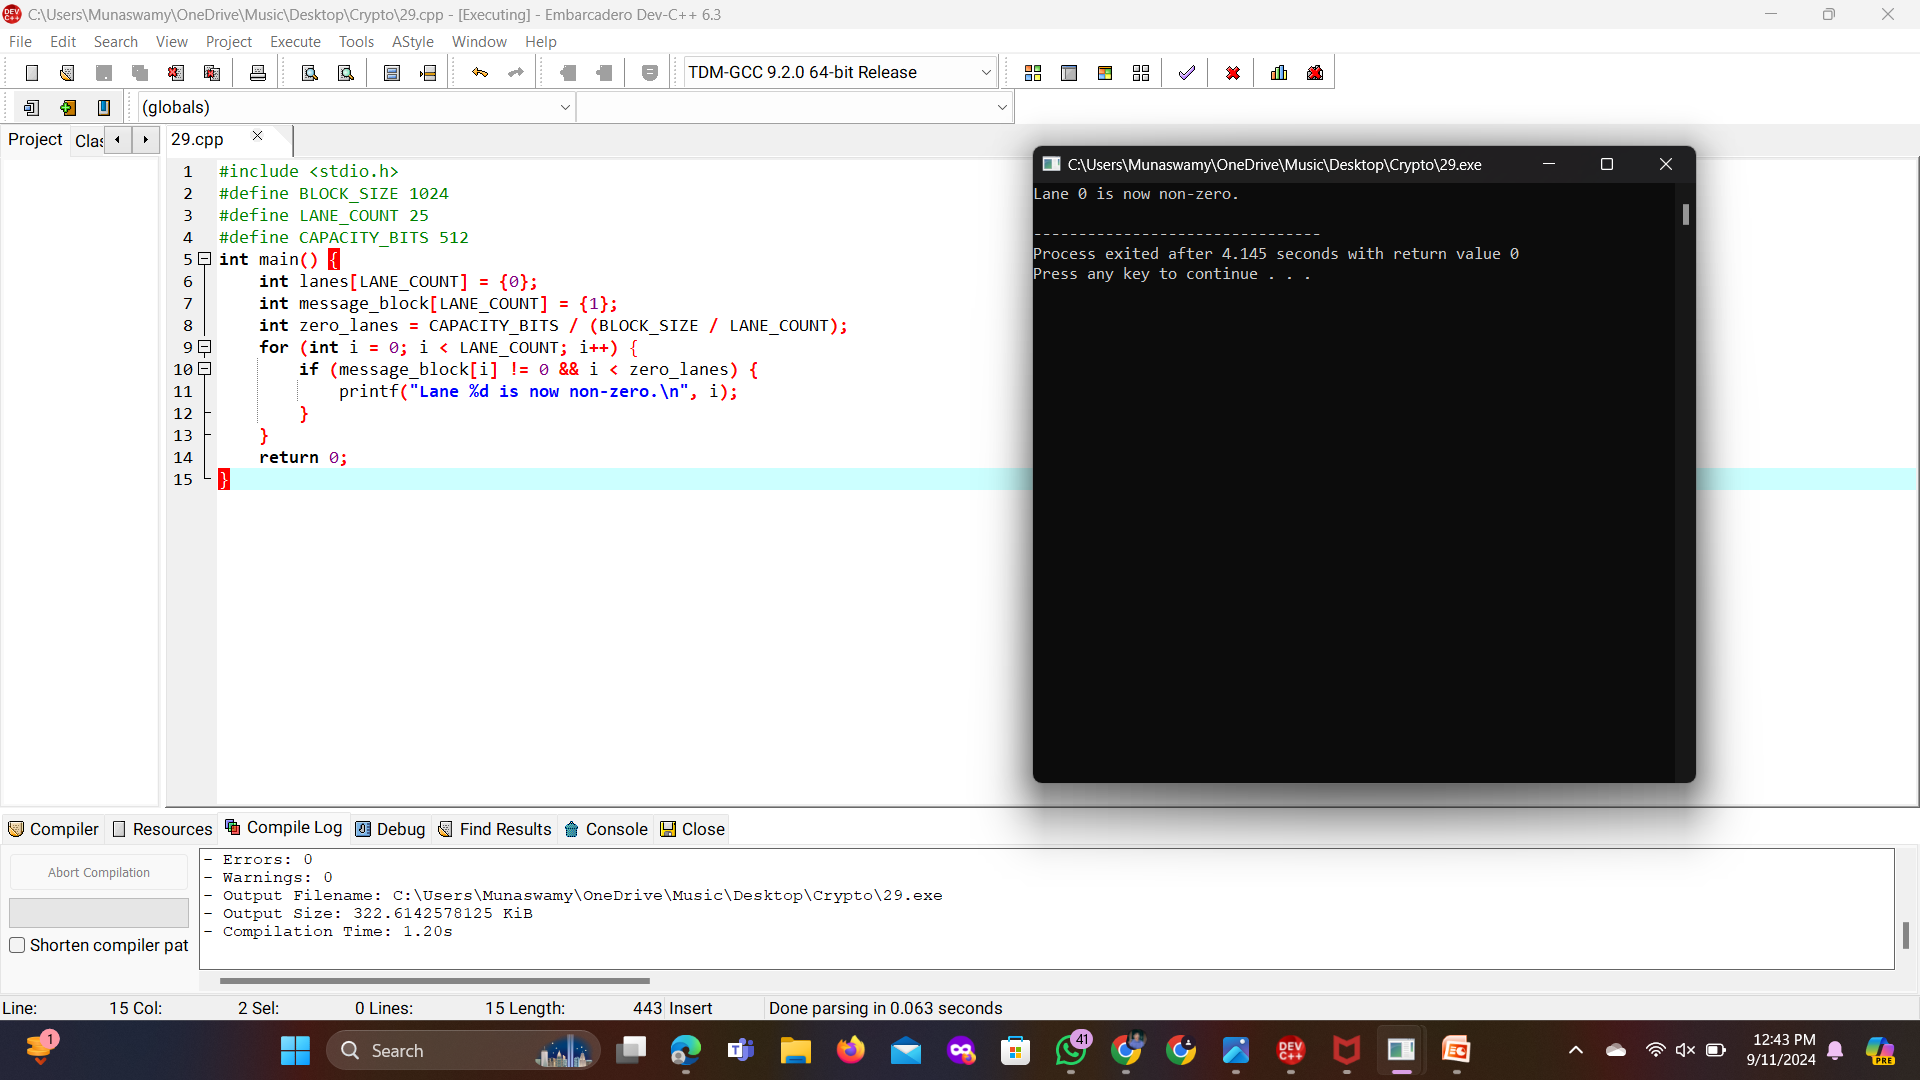 C:\Users\Munaswamy\OneDrive\Music\Desktop\Crypto\29.cpp - [Executing] - Embarcadero Dev-C++ 6.3
File Edit Search View Project Execute Tools AStyle Window Help
TDM-GCC 9.2.0 64-bit Release
(globals)
Project Clas
29.cpp
1 #include <stdio.h>
2 #define BLOCK_SIZE 1024
3 #define LANE_COUNT 25
4 #define CAPACITY_BITS 512
5 int main() {
6 int lanes[LANE_COUNT] = {0};
7 int message_block[LANE_COUNT] = {1};
8 int zero_lanes = CAPACITY_BITS / (BLOCK_SIZE / LANE_COUNT);
9 for (int i = 0; i < LANE_COUNT; i++) {
10 if (message_block[i] != 0 && i < zero_lanes) {
11 printf("Lane %d is now non-zero.\n", i);
12 }
13 }
14 return 0;
15 }
C:\Users\Munaswamy\OneDrive\Music\Desktop\Crypto\29.exe
Lane 0 is now non-zero.
--------------------------------
Process exited after 4.145 seconds with return value 0
Press any key to continue . . .
Compiler Resources Compile Log Debug Find Results Console Close
Abort Compilation
Shorten compiler pat
- Errors: 0
- Warnings: 0
- Output Filename: C:\Users\Munaswamy\OneDrive\Music\Desktop\Crypto\29.exe
- Output Size: 322.6142578125 KiB
- Compilation Time: 1.20s
Line: 15 Col: 2 Sel: 0 Lines: 15 Length: 443 Insert Done parsing in 0.063 seconds
1
Search
41
DEV C++
PRE
12:43 PM
9/11/2024